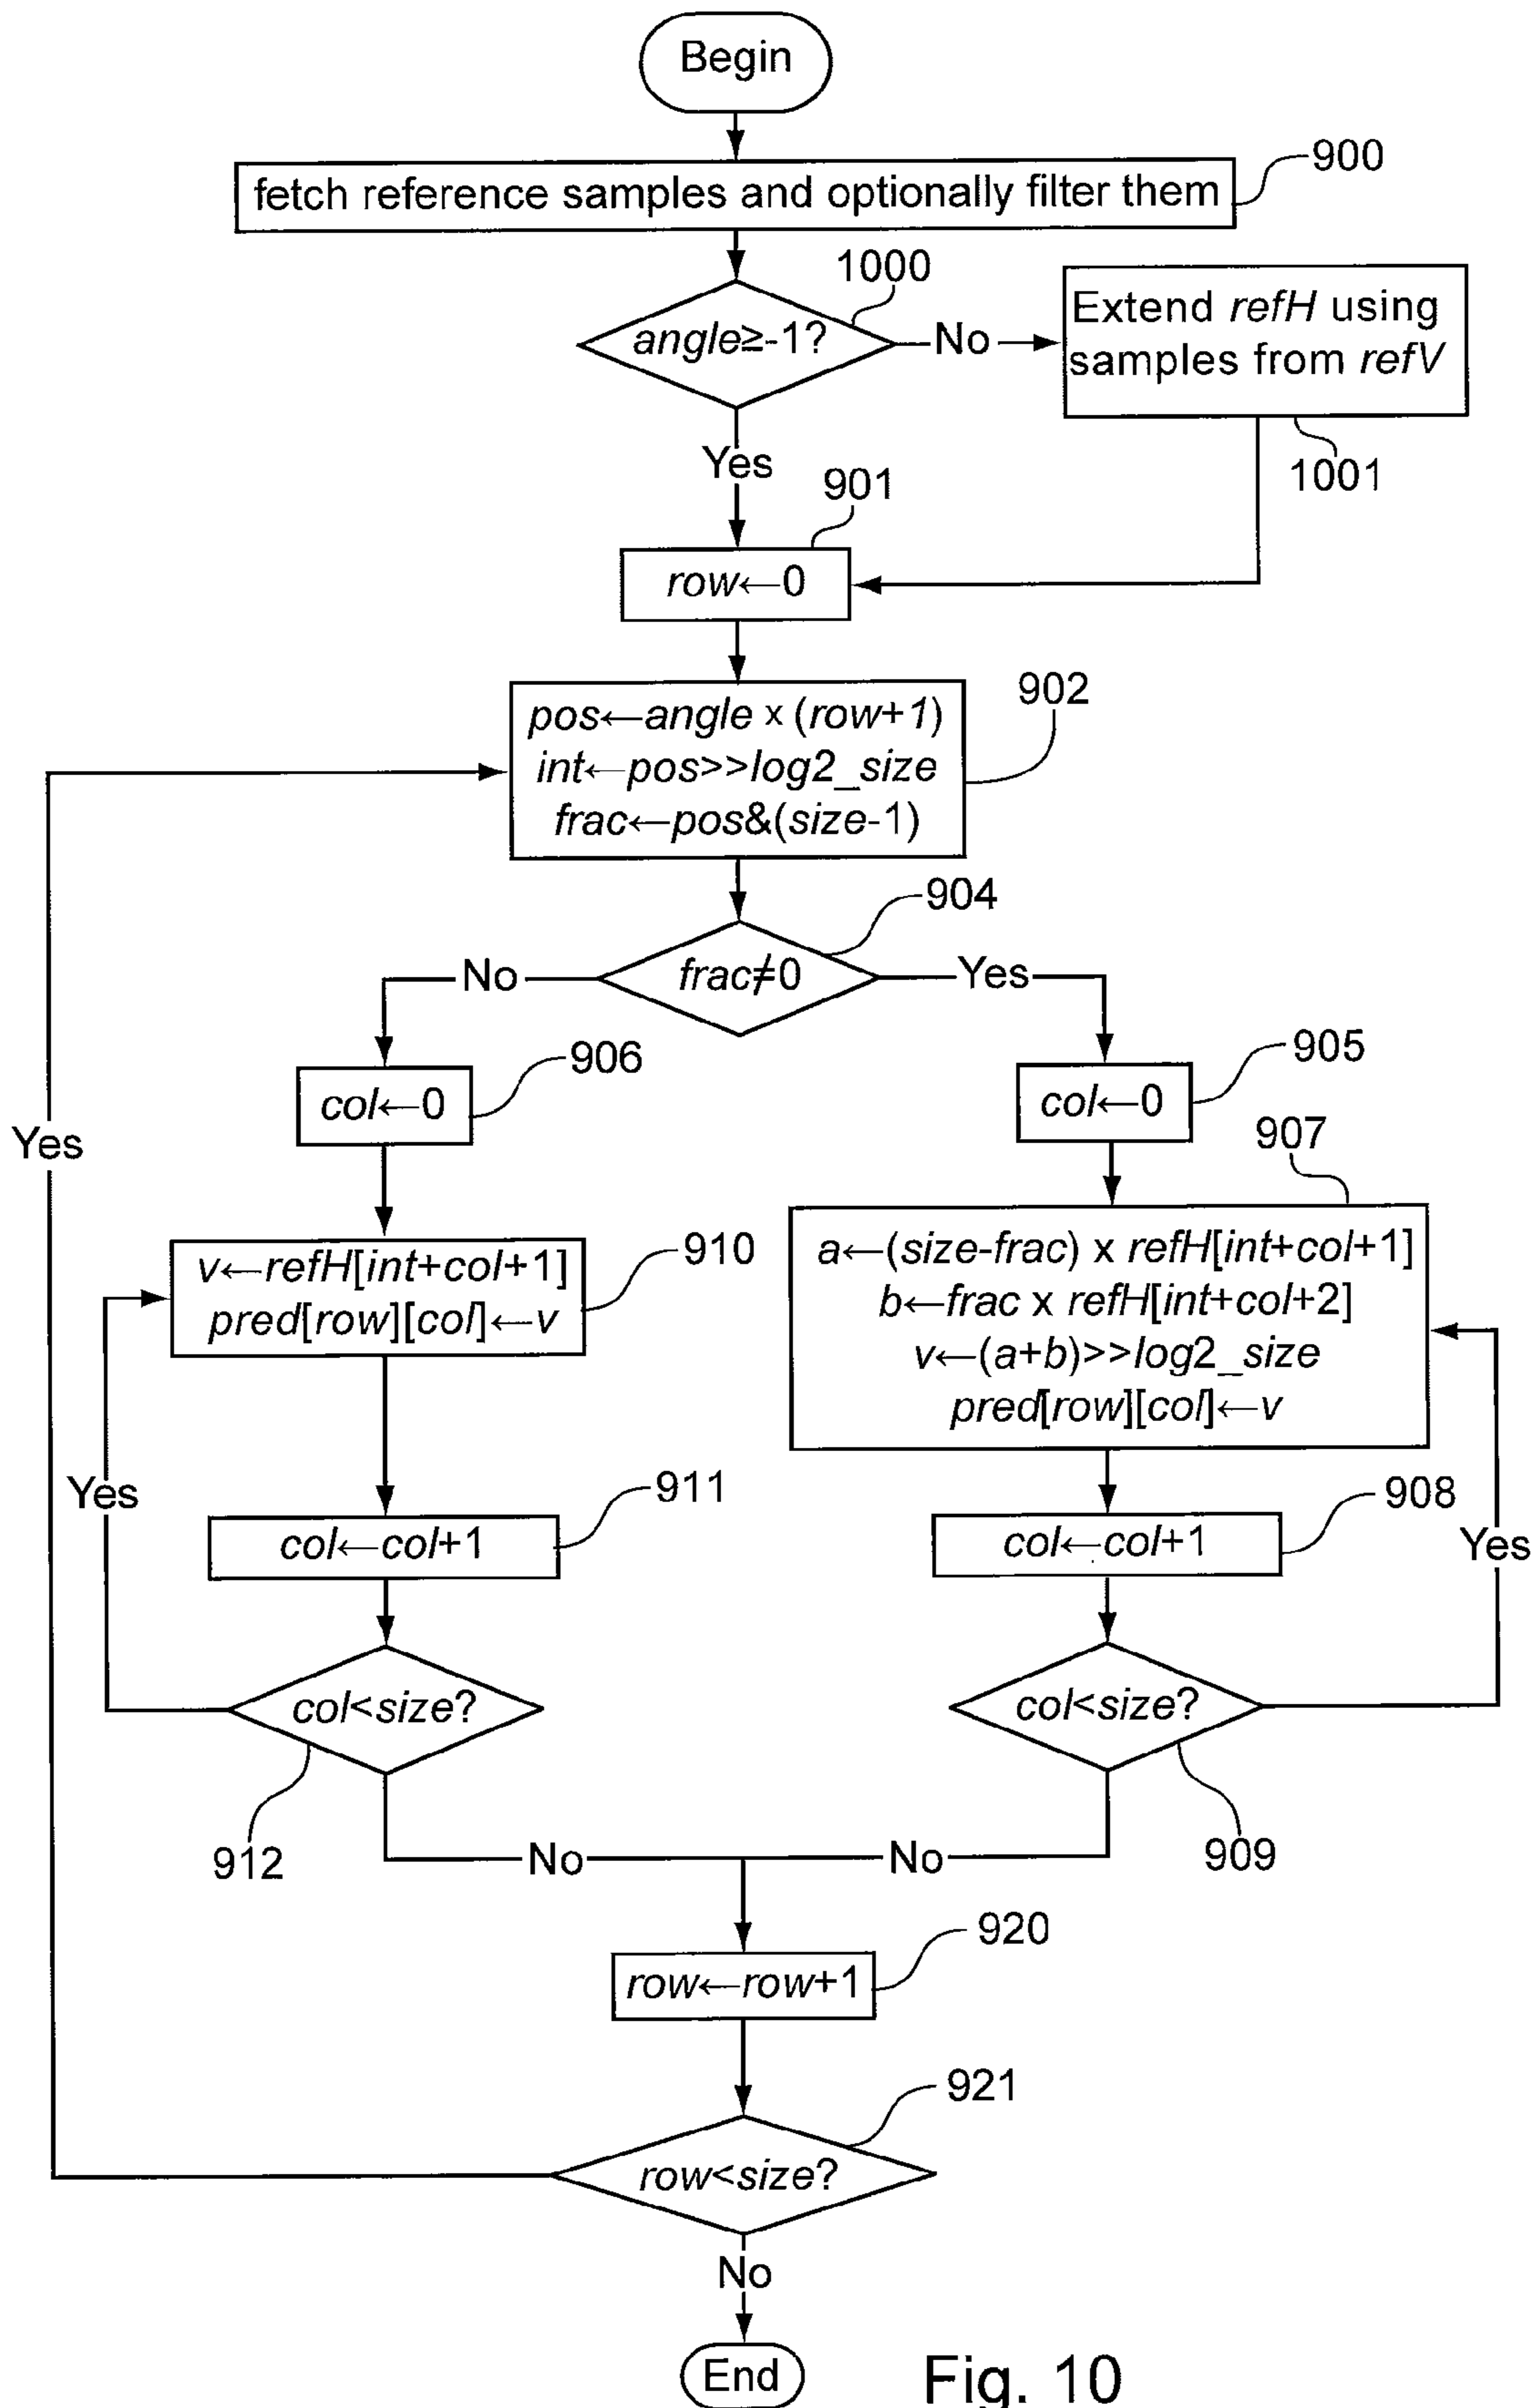 Begin
fetch reference samples and optionally filter them
900
1000
angle≥-1?
No
Extend refH using
samples from refV
1001
Yes
901
row←0
902
pos←angle x (row+1)
int←pos>>log2_size
frac←pos&(size-1)
904
No
frac≠0
Yes
906
col←0
905
col←0
Yes
907
910
v←refH[int+col+1]
pred[row][col]←v
a←(size-frac) x refH[int+col+1]
b←frac x refH[int+col+2]
v←(a+b)>>log2_size
pred[row][col]←v
Yes
911
col←col+1
908
col←col+1
Yes
col<size?
col<size?
912
No
No
909
920
row←row+1
921
row<size?
No
End
Fig. 10